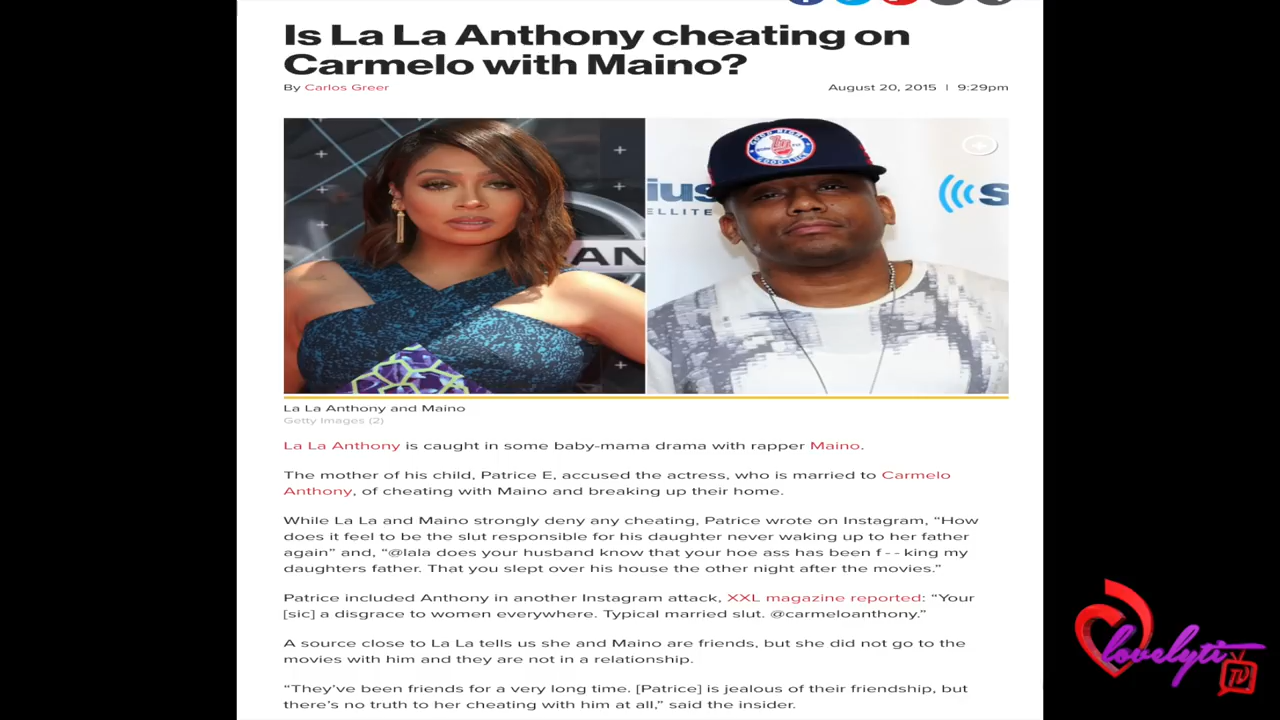 Is La La Anthony cheating on
Carmelo with Maino?
By Carlos Greer
August 20, 2015 | 9:29pm
GOOD NIGHT
GOOD LUCK
AN
ius
ELLITE
S
La La Anthony and Maino
Getty Images (2)
La La Anthony is caught in some baby-mama drama with rapper Maino.
The mother of his child, Patrice E, accused the actress, who is married to Carmelo
Anthony, of cheating with Maino and breaking up their home.
While La La and Maino strongly deny any cheating, Patrice wrote on Instagram, “How
does it feel to be the slut responsible for his daughter never waking up to her father
again” and, “@lala does your husband know that your hoe ass has been f--king my
daughters father. That you slept over his house the other night after the movies.”
Patrice included Anthony in another Instagram attack, XXL magazine reported: “Your
[sic] a disgrace to women everywhere. Typical married slut. @carmeloanthony.”
A source close to La La tells us she and Maino are friends, but she did not go to the
movies with him and they are not in a relationship.
“They’ve been friends for a very long time. [Patrice] is jealous of their friendship, but
there’s no truth to her cheating with him at all,” said the insider.
lovelyti
TV